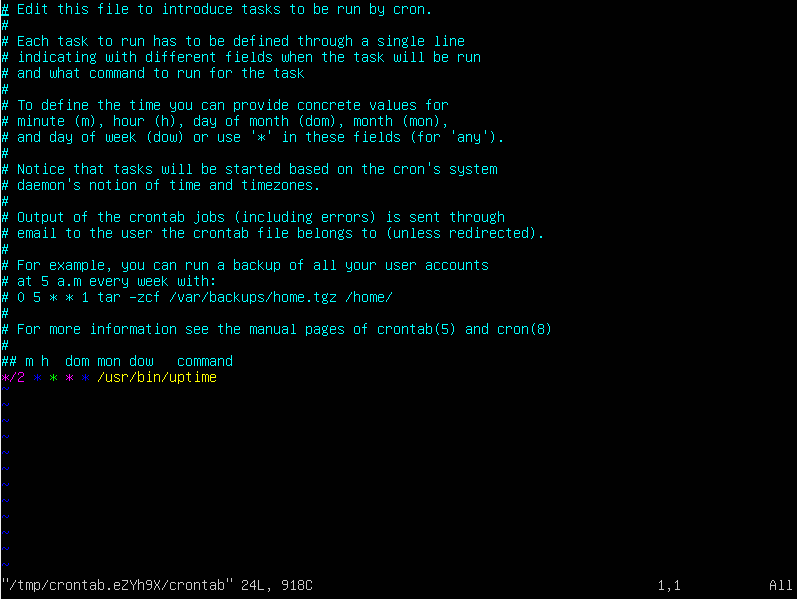 # Edit this file to introduce tasks to be run by cron.
#
# Each task to run has to be defined through a single line
# indicating with different fields when the task will be run
# and what command to run for the task
#
# To define the time you can provide concrete values for
# minute (m), hour (h), day of month (dom), month (mon),
# and day of week (dow) or use '*' in these fields (for 'any').
#
# Notice that tasks will be started based on the cron's system
# daemon's notion of time and timezones.
#
# Output of the crontab jobs (including errors) is sent through
# email to the user the crontab file belongs to (unless redirected).
#
# For example, you can run a backup of all your user accounts
# at 5 a.m every week with:
# 0 5 * * 1 tar -zcf /var/backups/home.tgz /home/
#
# For more information see the manual pages of crontab(5) and cron(8)
#
## m h  dom mon dow   command
*/2 * * * * /usr/bin/uptime
~
~
~
~
~
~
~
~
~
~
~
~
"/tmp/crontab.eZYh9X/crontab" 24L, 918C 1,1 All